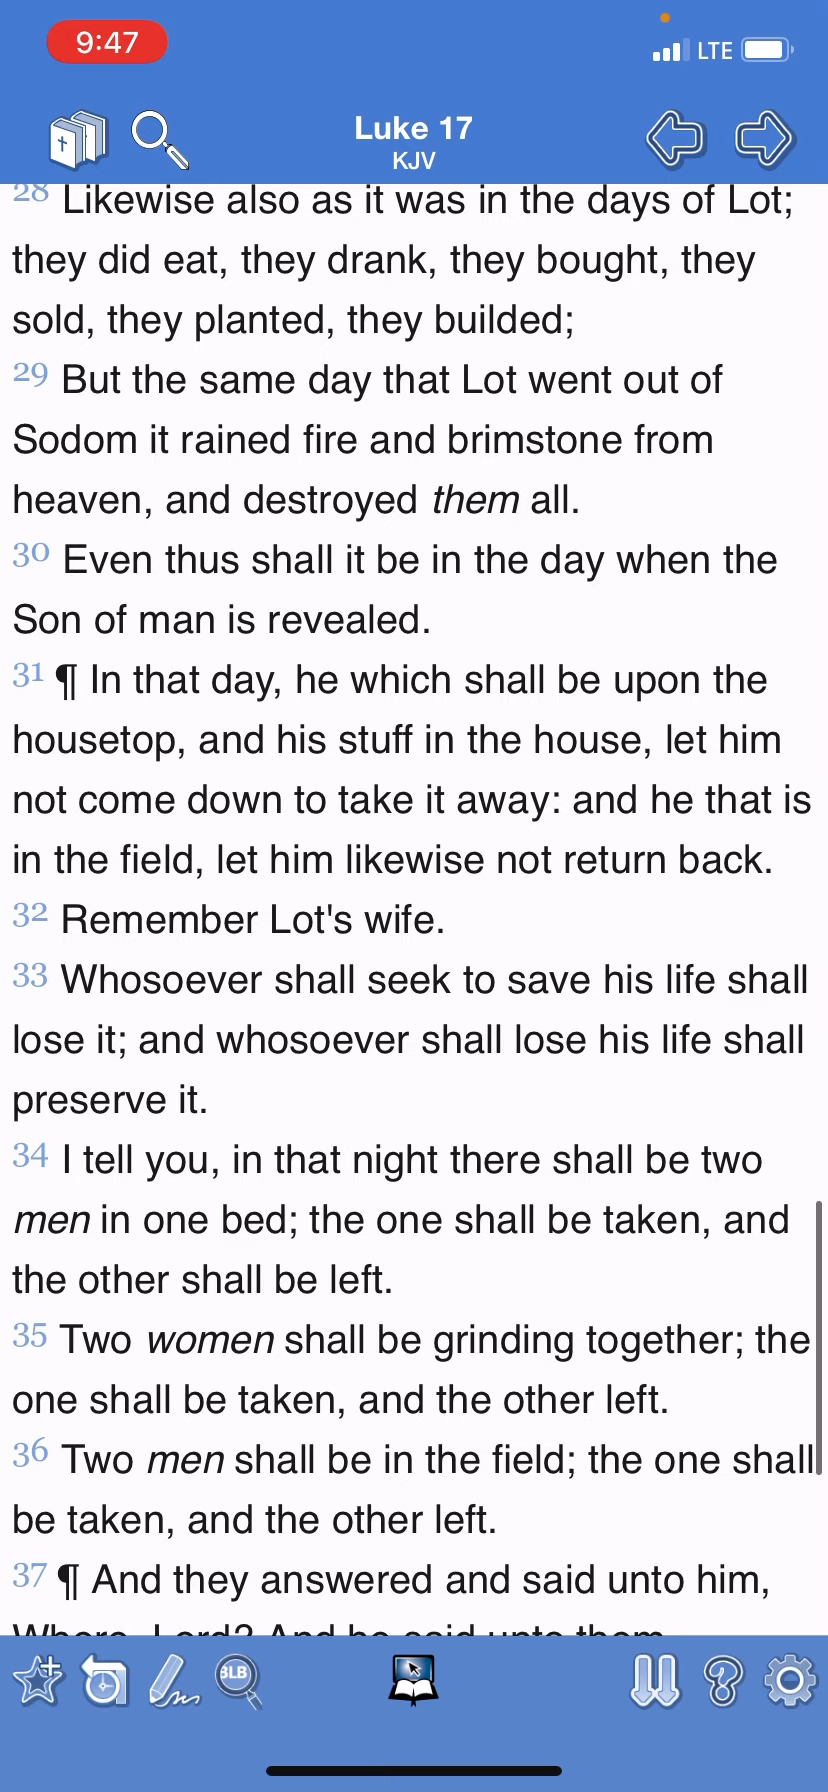 9:47
LTE
Luke 17
KJV
28 Likewise also as it was in the days of Lot;
they did eat, they drank, they bought, they
sold, they planted, they builded;
29 But the same day that Lot went out of
Sodom it rained fire and brimstone from
heaven, and destroyed them all.
30 Even thus shall it be in the day when the
Son of man is revealed.
31 ¶ In that day, he which shall be upon the
housetop, and his stuff in the house, let him
not come down to take it away: and he that is
in the field, let him likewise not return back.
32 Remember Lot's wife.
33 Whosoever shall seek to save his life shall
lose it; and whosoever shall lose his life shall
preserve it.
34 I tell you, in that night there shall be two
men in one bed; the one shall be taken, and
the other shall be left.
35 Two women shall be grinding together; the
one shall be taken, and the other left.
36 Two men shall be in the field; the one shall
be taken, and the other left.
37 ¶ And they answered and said unto him,
Where, Lord? And he said unto them,
BLB